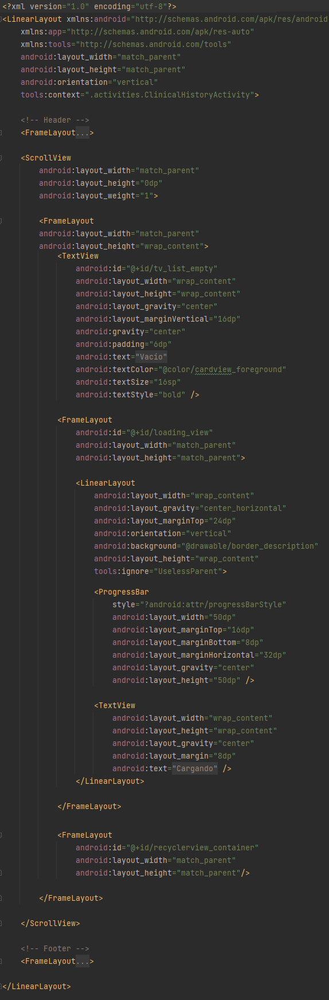 <?xml version="1.0" encoding="utf-8"?>
<LinearLayout xmlns:android="http://schemas.android.com/apk/res/android
    xmlns:app="http://schemas.android.com/apk/res-auto"
    xmlns:tools="http://schemas.android.com/tools"
    android:layout_width="match_parent"
    android:layout_height="match_parent"
    android:orientation="vertical"
    tools:context=".activities.ClinicalHistoryActivity">

    <!-- Header -->
    <FrameLayout...>

    <ScrollView
        android:layout_width="match_parent"
        android:layout_height="0dp"
        android:layout_weight="1">

        <FrameLayout
        android:layout_width="match_parent"
        android:layout_height="wrap_content">
            <TextView
                android:id="@+id/tv_list_empty"
                android:layout_width="wrap_content"
                android:layout_height="wrap_content"
                android:layout_gravity="center"
                android:layout_marginVertical="16dp"
                android:gravity="center"
                android:padding="6dp"
                android:text="Vacío"
                android:textColor="@color/cardview_foreground"
                android:textSize="16sp"
                android:textStyle="bold" />

            <FrameLayout
                android:id="@+id/loading_view"
                android:layout_width="match_parent"
                android:layout_height="match_parent">

                <LinearLayout
                    android:layout_width="wrap_content"
                    android:layout_gravity="center_horizontal"
                    android:layout_marginTop="24dp"
                    android:orientation="vertical"
                    android:background="@drawable/border_description"
                    android:layout_height="wrap_content"
                    tools:ignore="UselessParent">

                    <ProgressBar
                        style="?android:attr/progressBarStyle"
                        android:layout_width="50dp"
                        android:layout_marginTop="16dp"
                        android:layout_marginBottom="8dp"
                        android:layout_marginHorizontal="32dp"
                        android:layout_gravity="center"
                        android:layout_height="50dp" />

                    <TextView
                        android:layout_width="wrap_content"
                        android:layout_height="wrap_content"
                        android:layout_gravity="center"
                        android:layout_margin="8dp"
                        android:text="Cargando" />
                </LinearLayout>

            </FrameLayout>

            <FrameLayout
                android:id="@+id/recyclerview_container"
                android:layout_width="match_parent"
                android:layout_height="match_parent"/>

        </FrameLayout>

    </ScrollView>

    <!-- Footer -->
    <FrameLayout...>

</LinearLayout>